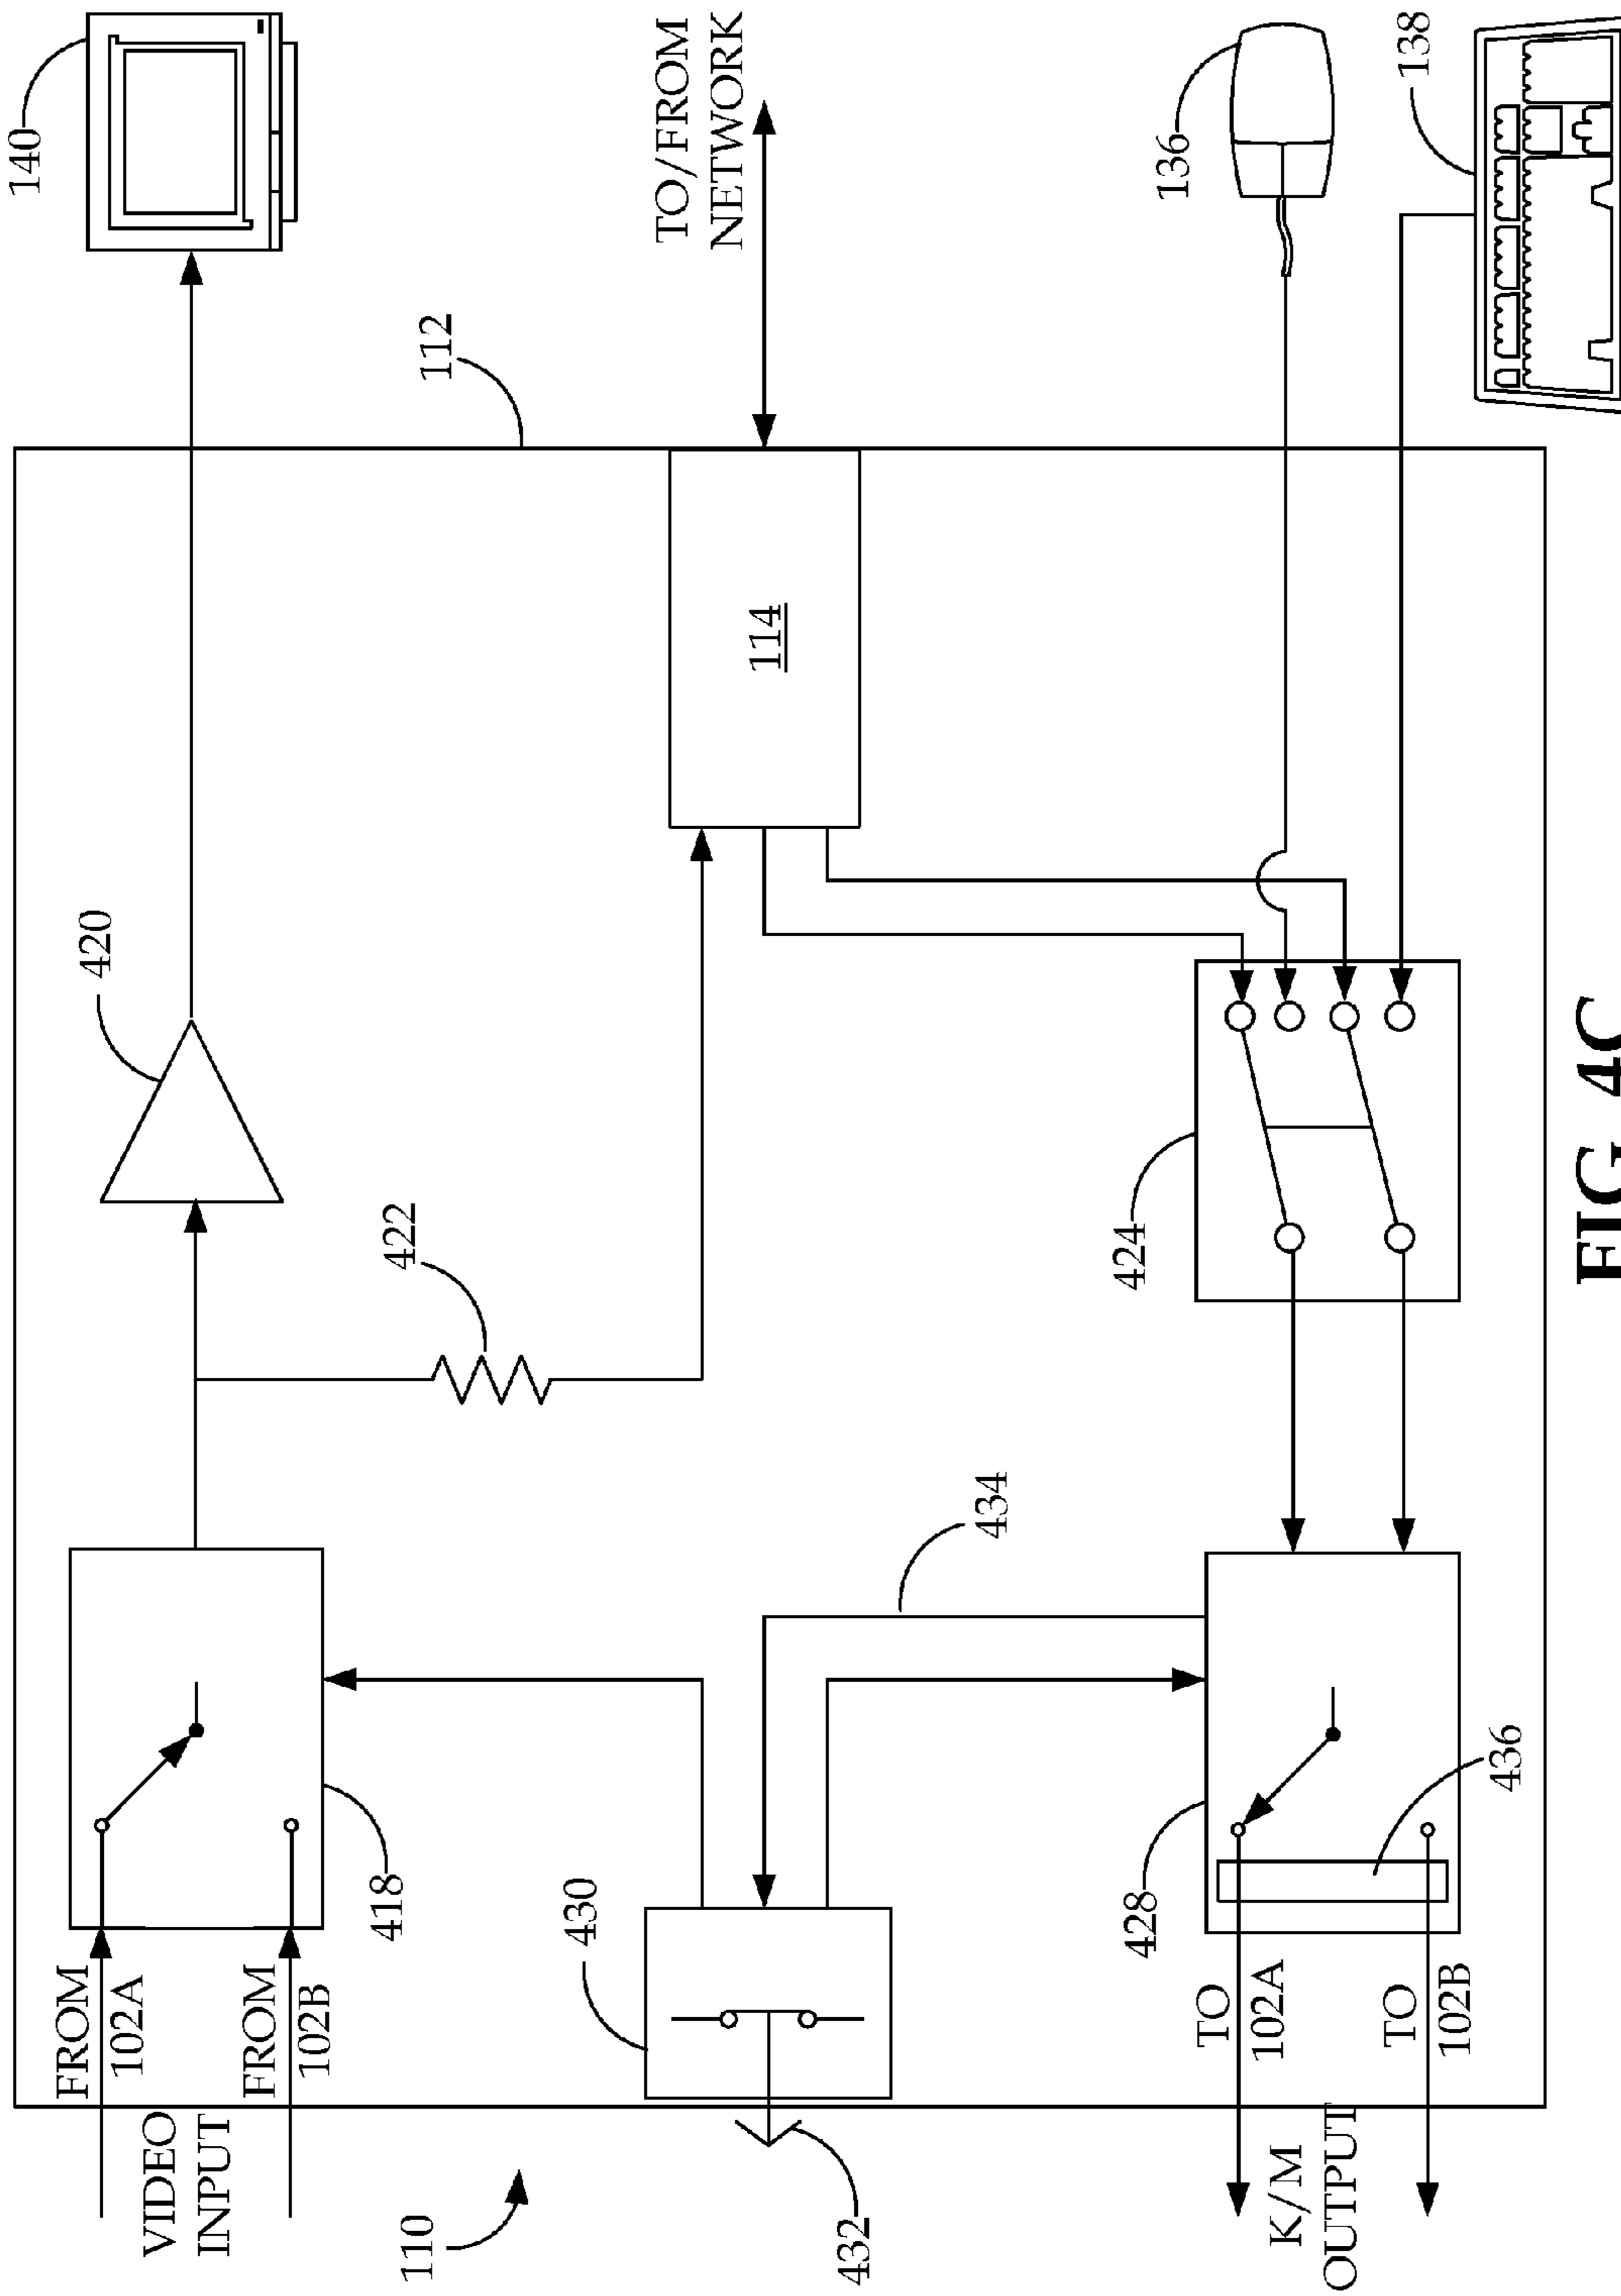 140
TO/FROM
NETWORK
136
138
112
114
420
422
424
434
418
430
428
436
FROM
102A
FROM
102B
VIDEO
INPUT
TO
102A
TO
102B
K/M
OUTPUT
432
110
FIG. 4C